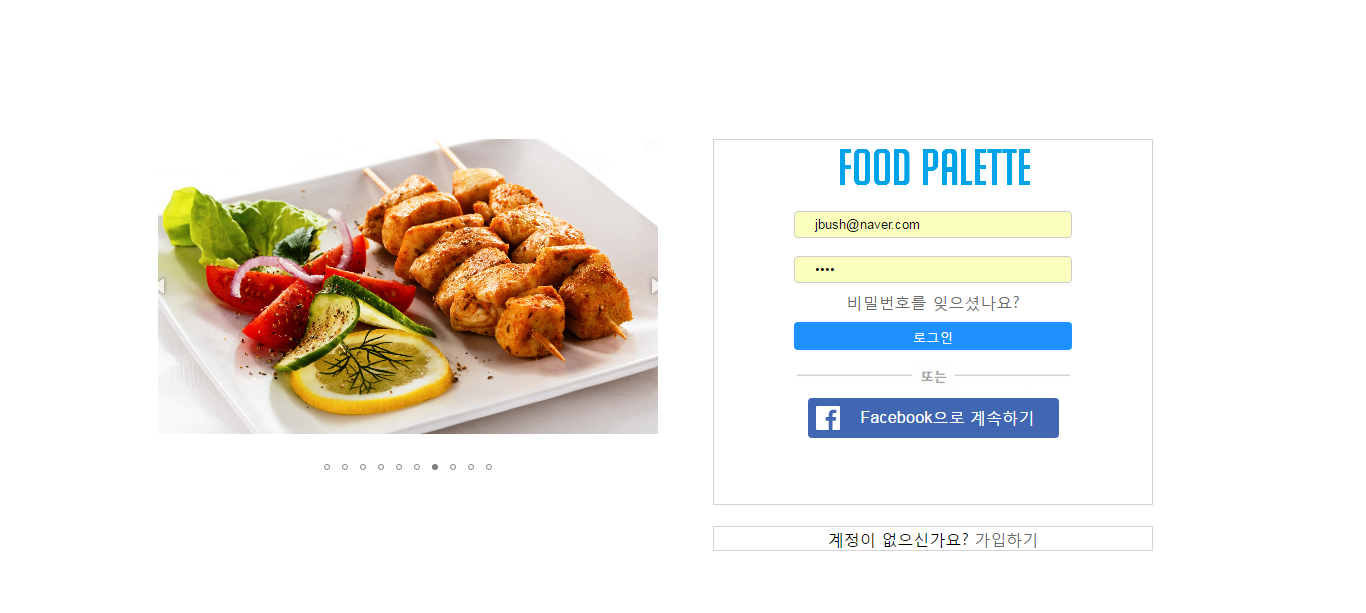 FOOD PALETTE
jbush@naver.com
••••
비밀번호를 잊으셨나요?
로그인
또는
Facebook으로 계속하기
계정이 없으신가요? 가입하기